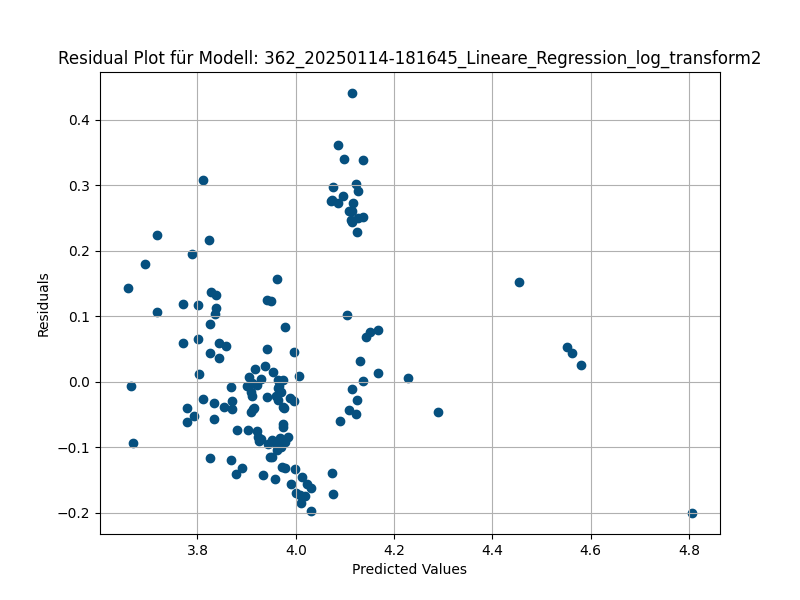 Residual Plot für Modell: 362_20250114-181645_Lineare_Regression_log_transform2
0.4
0.3
0.2
0.1
0.0
−0.1
−0.2
Residuals
3.8 4.0 4.2 4.4 4.6 4.8
Predicted Values